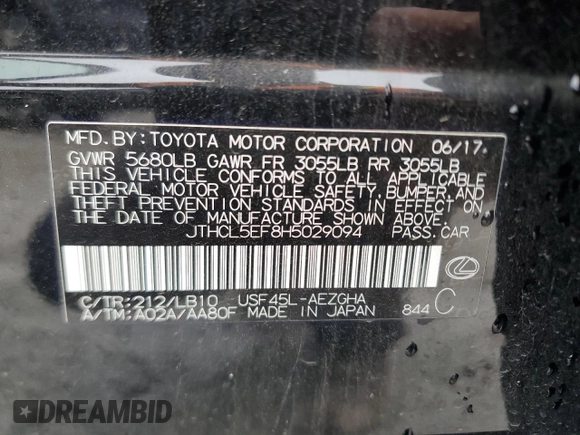 MFD. BY: TOYOTA MOTOR CORPORATION 06/17.
GVWR 5680LB GAWR FR 3055LB RR 3055LB
THIS VEHICLE CONFORMS TO ALL APPLICABLE
FEDERAL MOTOR VEHICLE SAFETY, BUMPER, AND
THEFT PREVENTION STANDARDS IN EFFECT ON
THE DATE OF MANUFACTURE SHOWN ABOVE.
JTHCL5EF8H5029094 PASS. CAR
C/TR: 212/LB10 USF45L-AEZGHA
A/TM: A02A/AA80F MADE IN JAPAN 844 C
DREAMBID